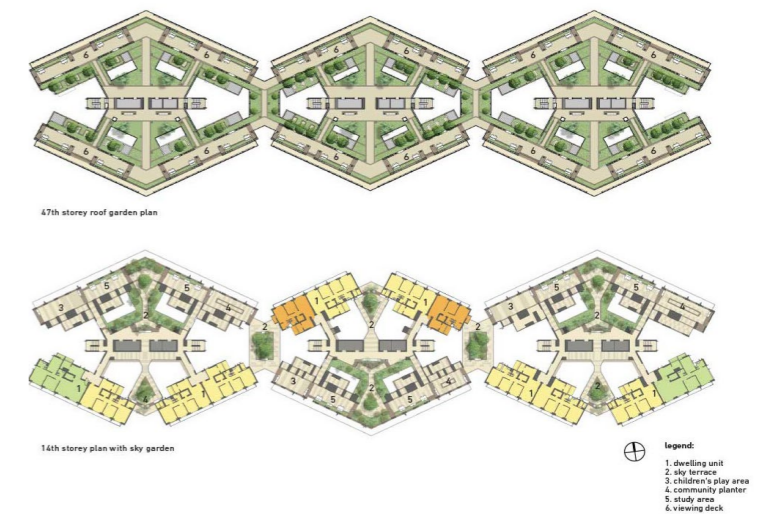 6 6 6 6 6 6
6 6 6 6 6 6
47th storey roof garden plan
3 5 2 5 4
1 1 1 1
3 5 2 5 4
2 2 2
1 4 1
3 5 2 5 4
1 2 1
14th storey plan with sky garden
legend:
1. dwelling unit
2. sky terrace
3. children's play area
4. community planter
5. study area
6. viewing deck